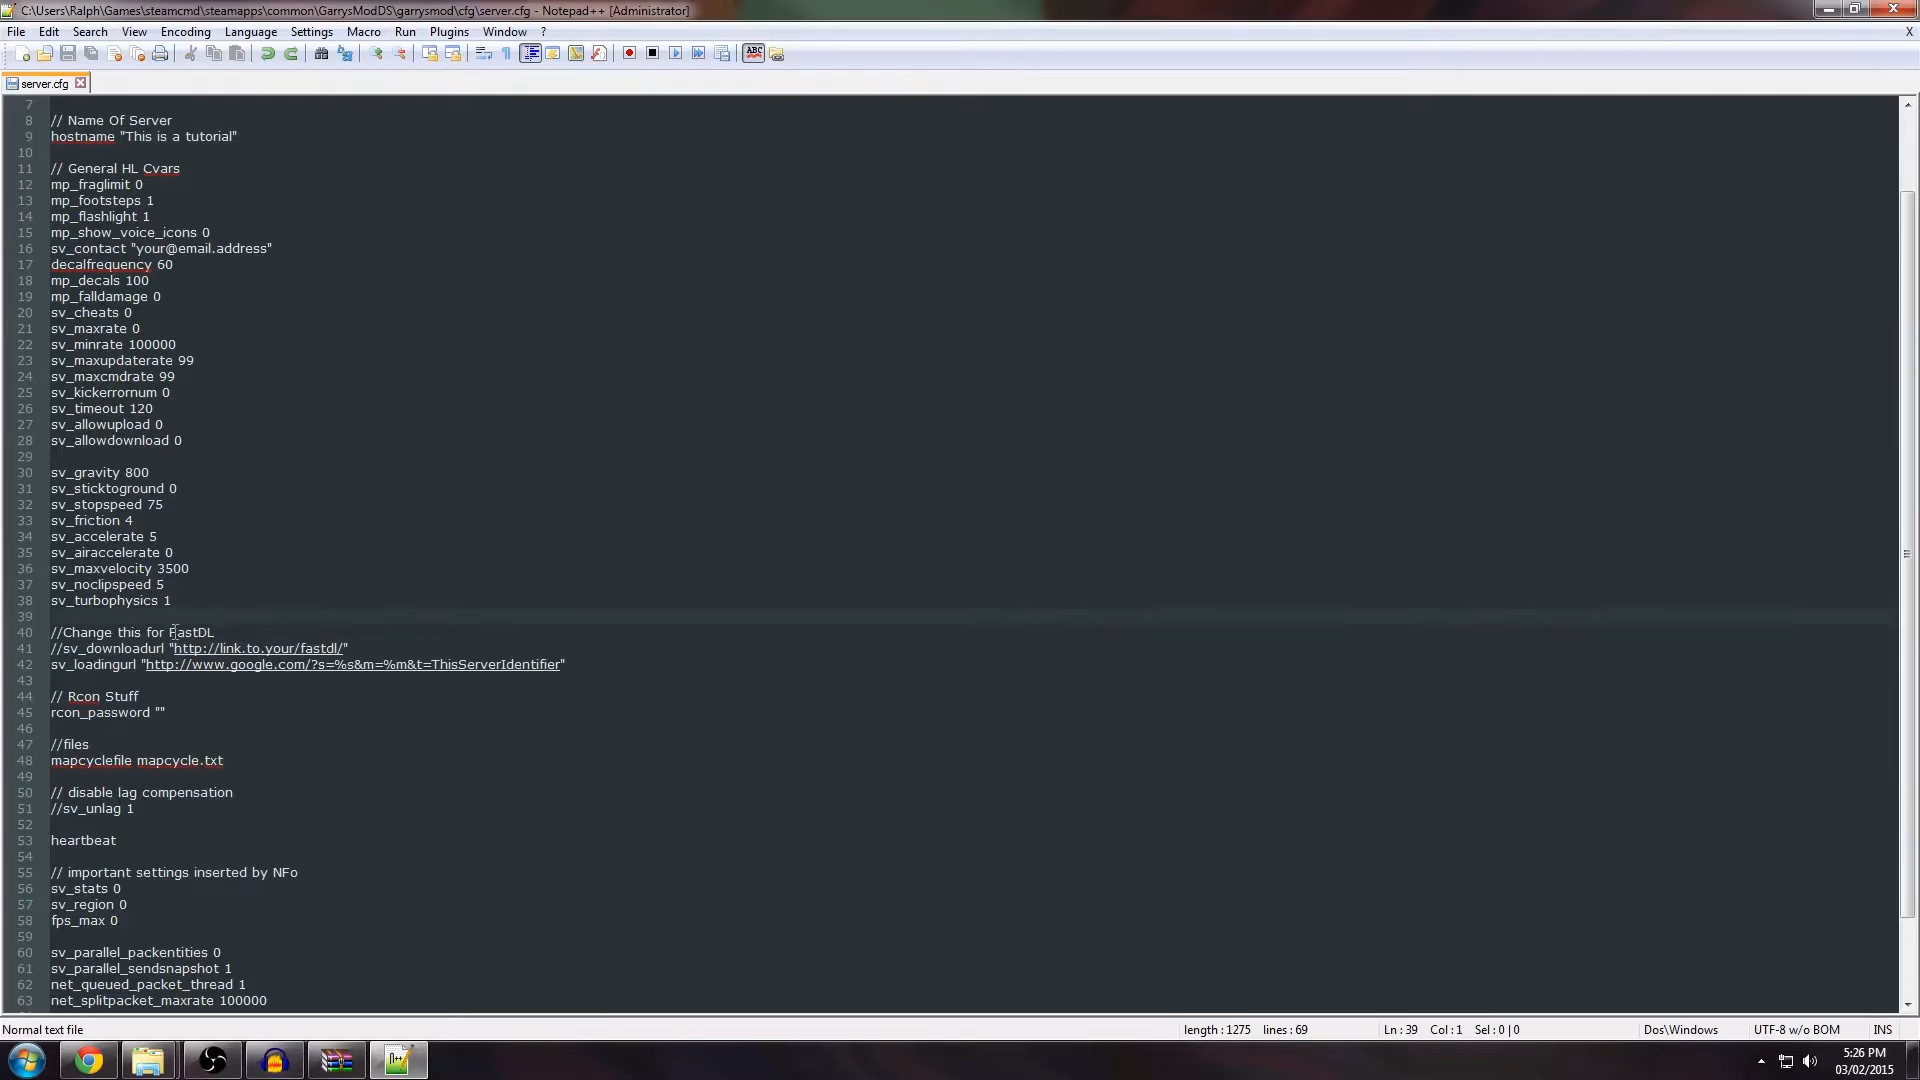 C:\Users\Ralph\Games\steamcmd\steamapps\common\GarrysModDS\garrysmod\cfg\server.cfg - Notepad++ [Administrator]
File Edit Search View Encoding Language Settings Macro Run Plugins Window ? X
ABC
server.cfg
7
8 // Name Of Server
9 hostname "This is a tutorial"
10
11 // General HL Cvars
12 mp_fraglimit 0
13 mp_footsteps 1
14 mp_flashlight 1
15 mp_show_voice_icons 0
16 sv_contact "your@email.address"
17 decalfrequency 60
18 mp_decals 100
19 mp_falldamage 0
20 sv_cheats 0
21 sv_maxrate 0
22 sv_minrate 100000
23 sv_maxupdaterate 99
24 sv_maxcmdrate 99
25 sv_kickerrornum 0
26 sv_timeout 120
27 sv_allowupload 0
28 sv_allowdownload 0
29
30 sv_gravity 800
31 sv_sticktoground 0
32 sv_stopspeed 75
33 sv_friction 4
34 sv_accelerate 5
35 sv_airaccelerate 0
36 sv_maxvelocity 3500
37 sv_noclipspeed 5
38 sv_turbophysics 1
39
40 //Change this for FastDL
41 //sv_downloadurl "http://link.to.your/fastdl/"
42 sv_loadingurl "http://www.google.com/?s=%s&m=%m&t=ThisServerIdentifier"
43
44 // Rcon Stuff
45 rcon_password ""
46
47 //files
48 mapcyclefile mapcycle.txt
49
50 // disable lag compensation
51 //sv_unlag 1
52
53 heartbeat
54
55 // important settings inserted by NFo
56 sv_stats 0
57 sv_region 0
58 fps_max 0
59
60 sv_parallel_packentities 0
61 sv_parallel_sendsnapshot 1
62 net_queued_packet_thread 1
63 net_splitpacket_maxrate 100000
Normal text file length : 1275 lines : 69 Ln : 39 Col : 1 Sel : 0 | 0 Dos\Windows UTF-8 w/o BOM INS
5:26 PM
03/02/2015